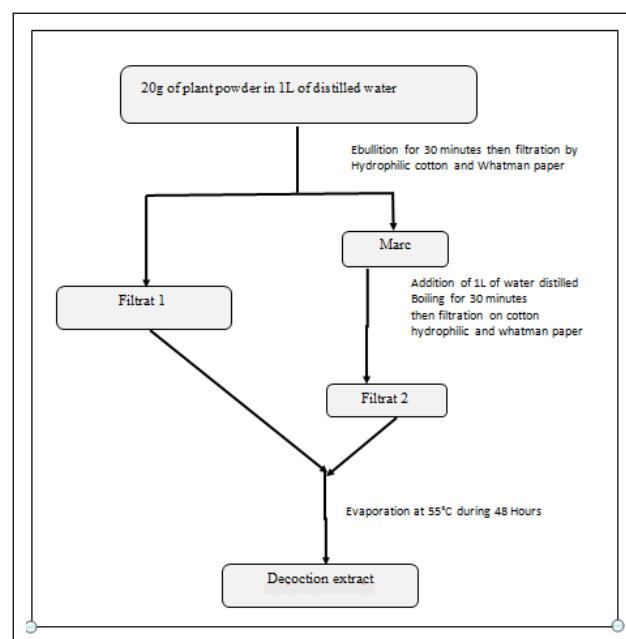 20g of plant powder in 1L of distilled water
Ebullition for 30 minutes then filtration by
Hydrophilic cotton and Whatman paper
Marc
Addition of 1L of water distilled
Boiling for 30 minutes
then filtration on cotton
hydrophilic and whatman paper
Filtrat 1
Filtrat 2
Evaporation at 55°C during 48 Hours
Decoction extract